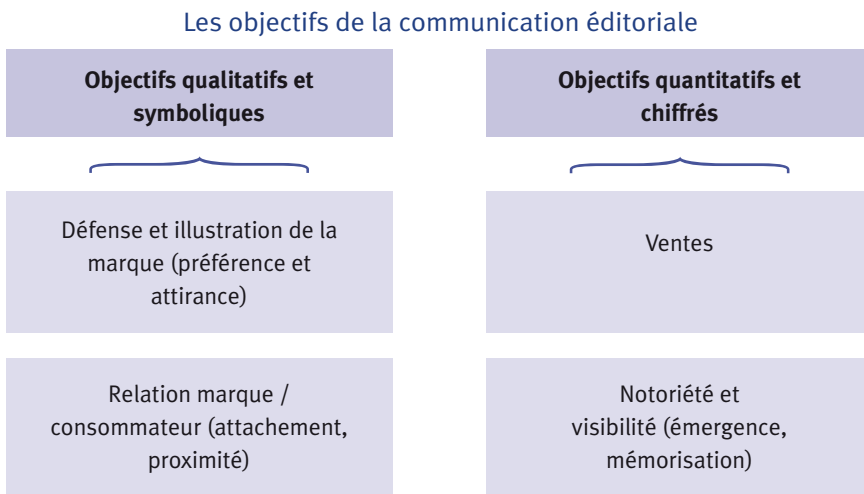 Les objectifs de la communication éditoriale
Objectifs qualitatifs et
symboliques
Défense et illustration de la
marque (préférence et
attirance)
Relation marque /
consommateur (attachement,
proximité)
Objectifs quantitatifs et
chiffrés
Ventes
Notoriété et
visibilité (émergence,
mémorisation)